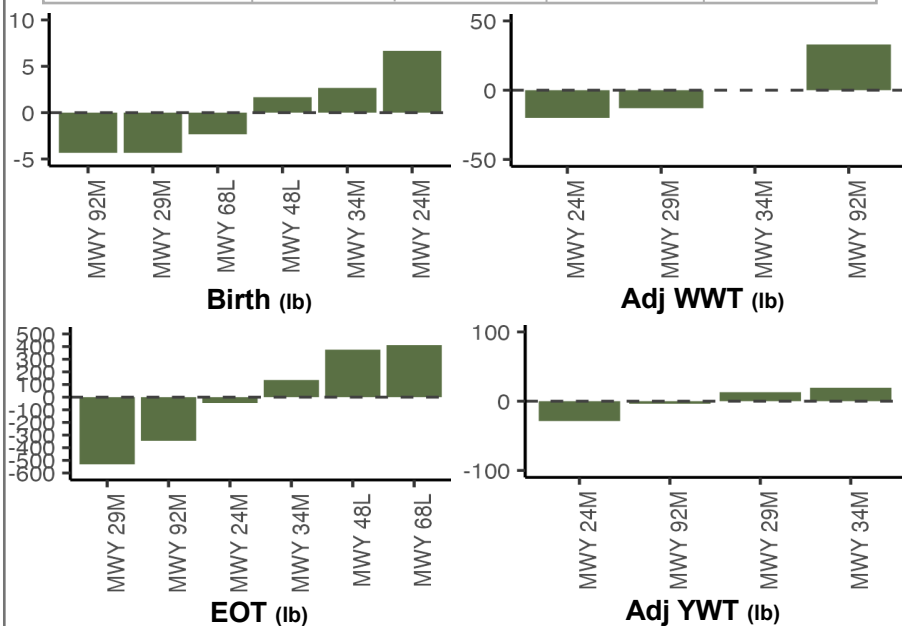 10
5
0
-5
MWY 92M
MWY 29M
MWY 68L
MWY 48L
MWY 34M
MWY 24M
Birth (lb)
50
0
-50
MWY 24M
MWY 29M
MWY 34M
MWY 92M
Adj WWT (lb)
500
400
300
200
100
0
-100
-200
-300
-400
-500
-600
MWY 29M
MWY 92M
MWY 24M
MWY 34M
MWY 48L
MWY 68L
EOT (lb)
100
0
-100
MWY 24M
MWY 92M
MWY 29M
MWY 34M
Adj YWT (lb)